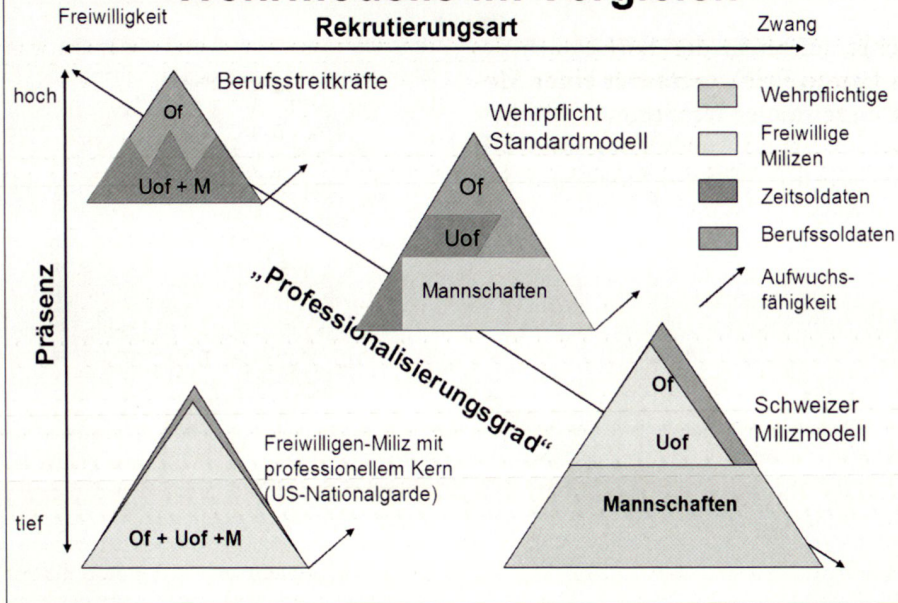 Freiwilligkeit
Rekrutierungsart
Zwang
hoch
Präsenz
tief
Berufsstreitkräfte
Of
Uof + M
Wehrpflicht
Standardmodell
Of
Uof
Mannschaften
Wehrpflichtige
Freiwillige
Milizen
Zeitsoldaten
Berufssoldaten
Aufwuchs-
fähigkeit
„Professionalisierungsgrad“
Freiwilligen-Miliz mit
professionellem Kern
(US-Nationalgarde)
Of + Uof +M
Of
Uof
Mannschaften
Schweizer
Milizmodell